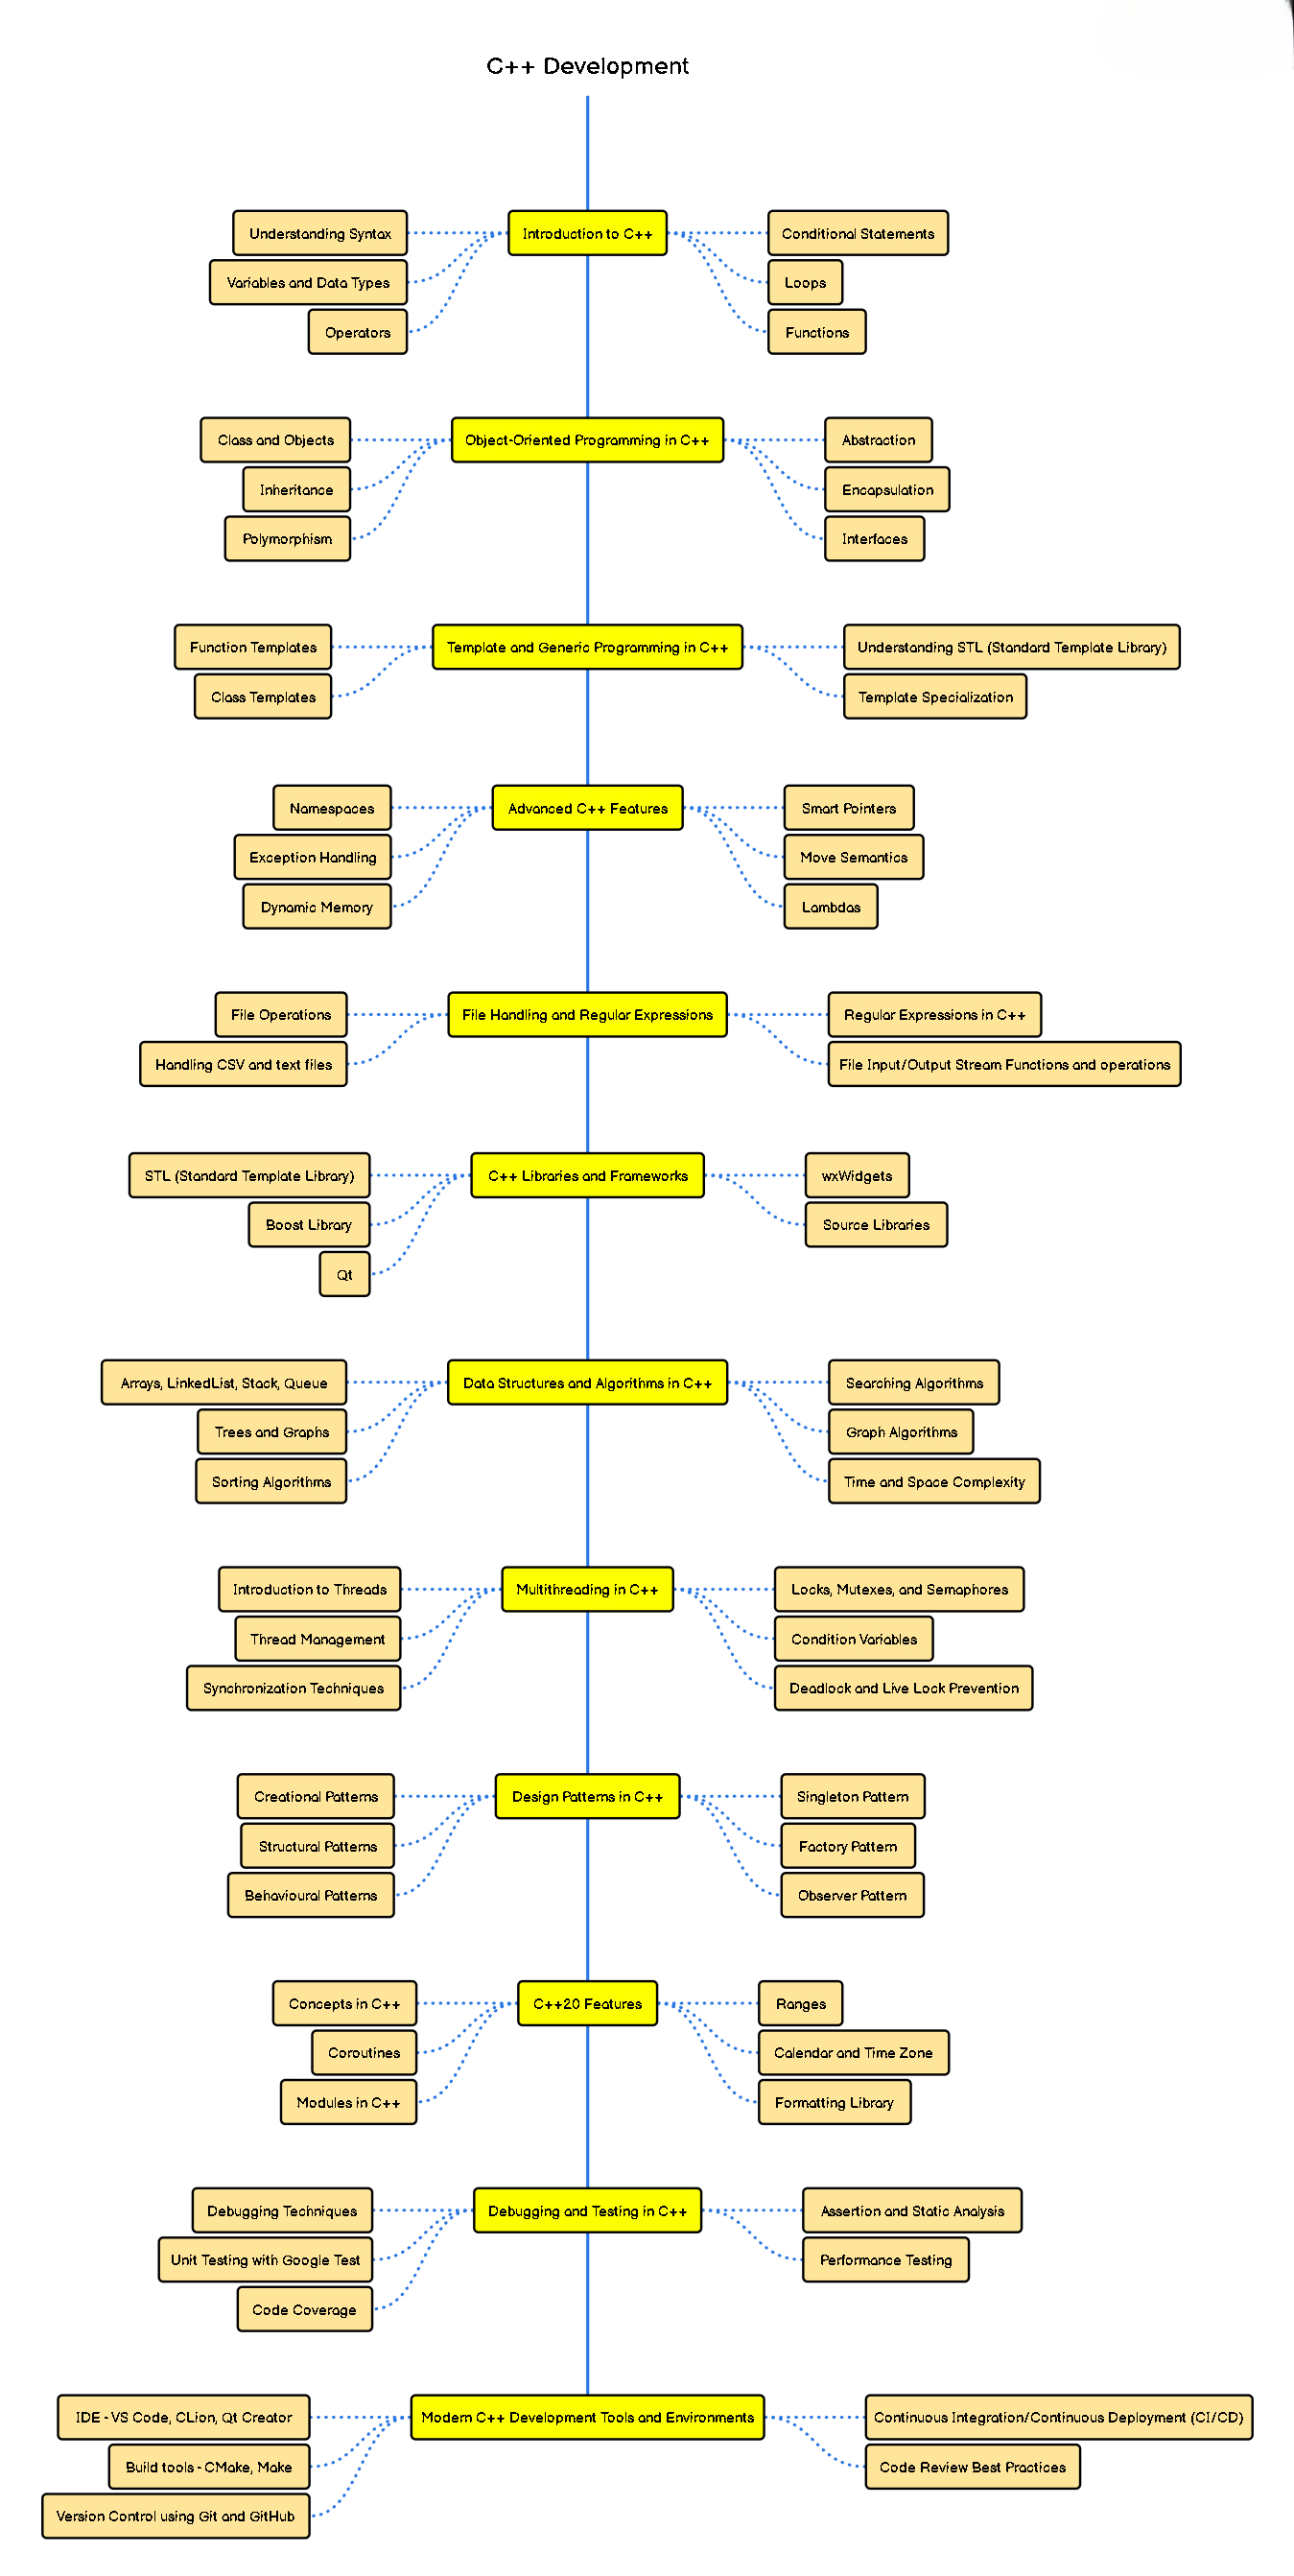 C++ Development
Introduction to C++
Understanding Syntax
Variables and Data Types
Operators
Conditional Statements
Loops
Functions
Object-Oriented Programming in C++
Class and Objects
Inheritance
Polymorphism
Abstraction
Encapsulation
Interfaces
Template and Generic Programming in C++
Function Templates
Class Templates
Understanding STL (Standard Template Library)
Template Specialization
Advanced C++ Features
Namespaces
Exception Handling
Dynamic Memory
Smart Pointers
Move Semantics
Lambdas
File Handling and Regular Expressions
File Operations
Handling CSV and text files
Regular Expressions in C++
File Input/Output Stream Functions and operations
C++ Libraries and Frameworks
STL (Standard Template Library)
Boost Library
Qt
wxWidgets
Source Libraries
Data Structures and Algorithms in C++
Arrays, LinkedList, Stack, Queue
Trees and Graphs
Sorting Algorithms
Searching Algorithms
Graph Algorithms
Time and Space Complexity
Multithreading in C++
Introduction to Threads
Thread Management
Synchronization Techniques
Locks, Mutexes, and Semaphores
Condition Variables
Deadlock and Live Lock Prevention
Design Patterns in C++
Creational Patterns
Structural Patterns
Behavioural Patterns
Singleton Pattern
Factory Pattern
Observer Pattern
C++20 Features
Concepts in C++
Coroutines
Modules in C++
Ranges
Calendar and Time Zone
Formatting Library
Debugging and Testing in C++
Debugging Techniques
Unit Testing with Google Test
Code Coverage
Assertion and Static Analysis
Performance Testing
Modern C++ Development Tools and Environments
IDE - VS Code, CLion, Qt Creator
Build tools - CMake, Make
Version Control using Git and GitHub
Continuous Integration/Continuous Deployment (CI/CD)
Code Review Best Practices